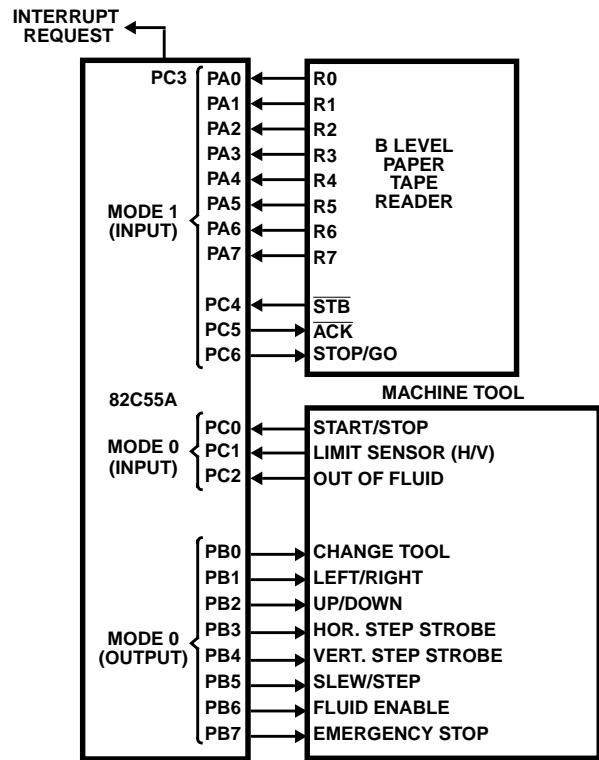 INTERRUPT
REQUEST
PC3 PA0 R0
PA1 R1
PA2 R2
PA3 R3
PA4 R4
PA5 R5
PA6 R6
PA7 R7
MODE 1
(INPUT)
B LEVEL
PAPER
TAPE
READER
PC4 STB
PC5 ACK
PC6 STOP/GO
MACHINE TOOL
82C55A
MODE 0
(INPUT)
PC0 START/STOP
PC1 LIMIT SENSOR (H/V)
PC2 OUT OF FLUID
MODE 0
(OUTPUT)
PB0 CHANGE TOOL
PB1 LEFT/RIGHT
PB2 UP/DOWN
PB3 HOR. STEP STROBE
PB4 VERT. STEP STROBE
PB5 SLEW/STEP
PB6 FLUID ENABLE
PB7 EMERGENCY STOP